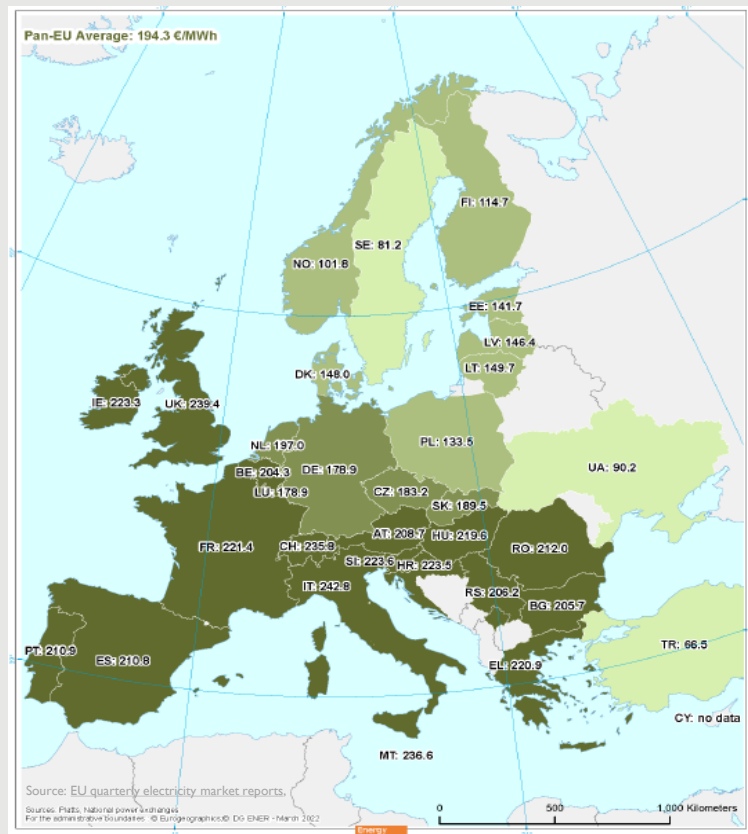 Pan-EU Average: 194.3 €/MWh
FI: 114.7
SE: 81.2
NO: 101.8
EE: 141.7
LV: 146.4
LT: 149.7
DK: 148.0
IE: 223.3
UK: 239.4
NL: 197.0
PL: 133.5
BE: 204.3
DE: 178.9
UA: 90.2
LU: 178.9
CZ: 183.2
SK: 189.5
FR: 221.4
CH: 235.8
AT: 208.7
HU: 219.6
RO: 212.0
SI: 223.6
HR: 223.5
IT: 242.8
RS: 206.2
BG: 205.7
PT: 210.9
ES: 210.8
EL: 220.9
TR: 66.5
CY: no data
MT: 236.6
Source: EU quarterly electricity market reports.
Sources: Platts, National power exchanges
For the administrative boundaries: © Eurogeographics,© DG ENER - March 2022
0 500 1,000 Kilometers
Energy